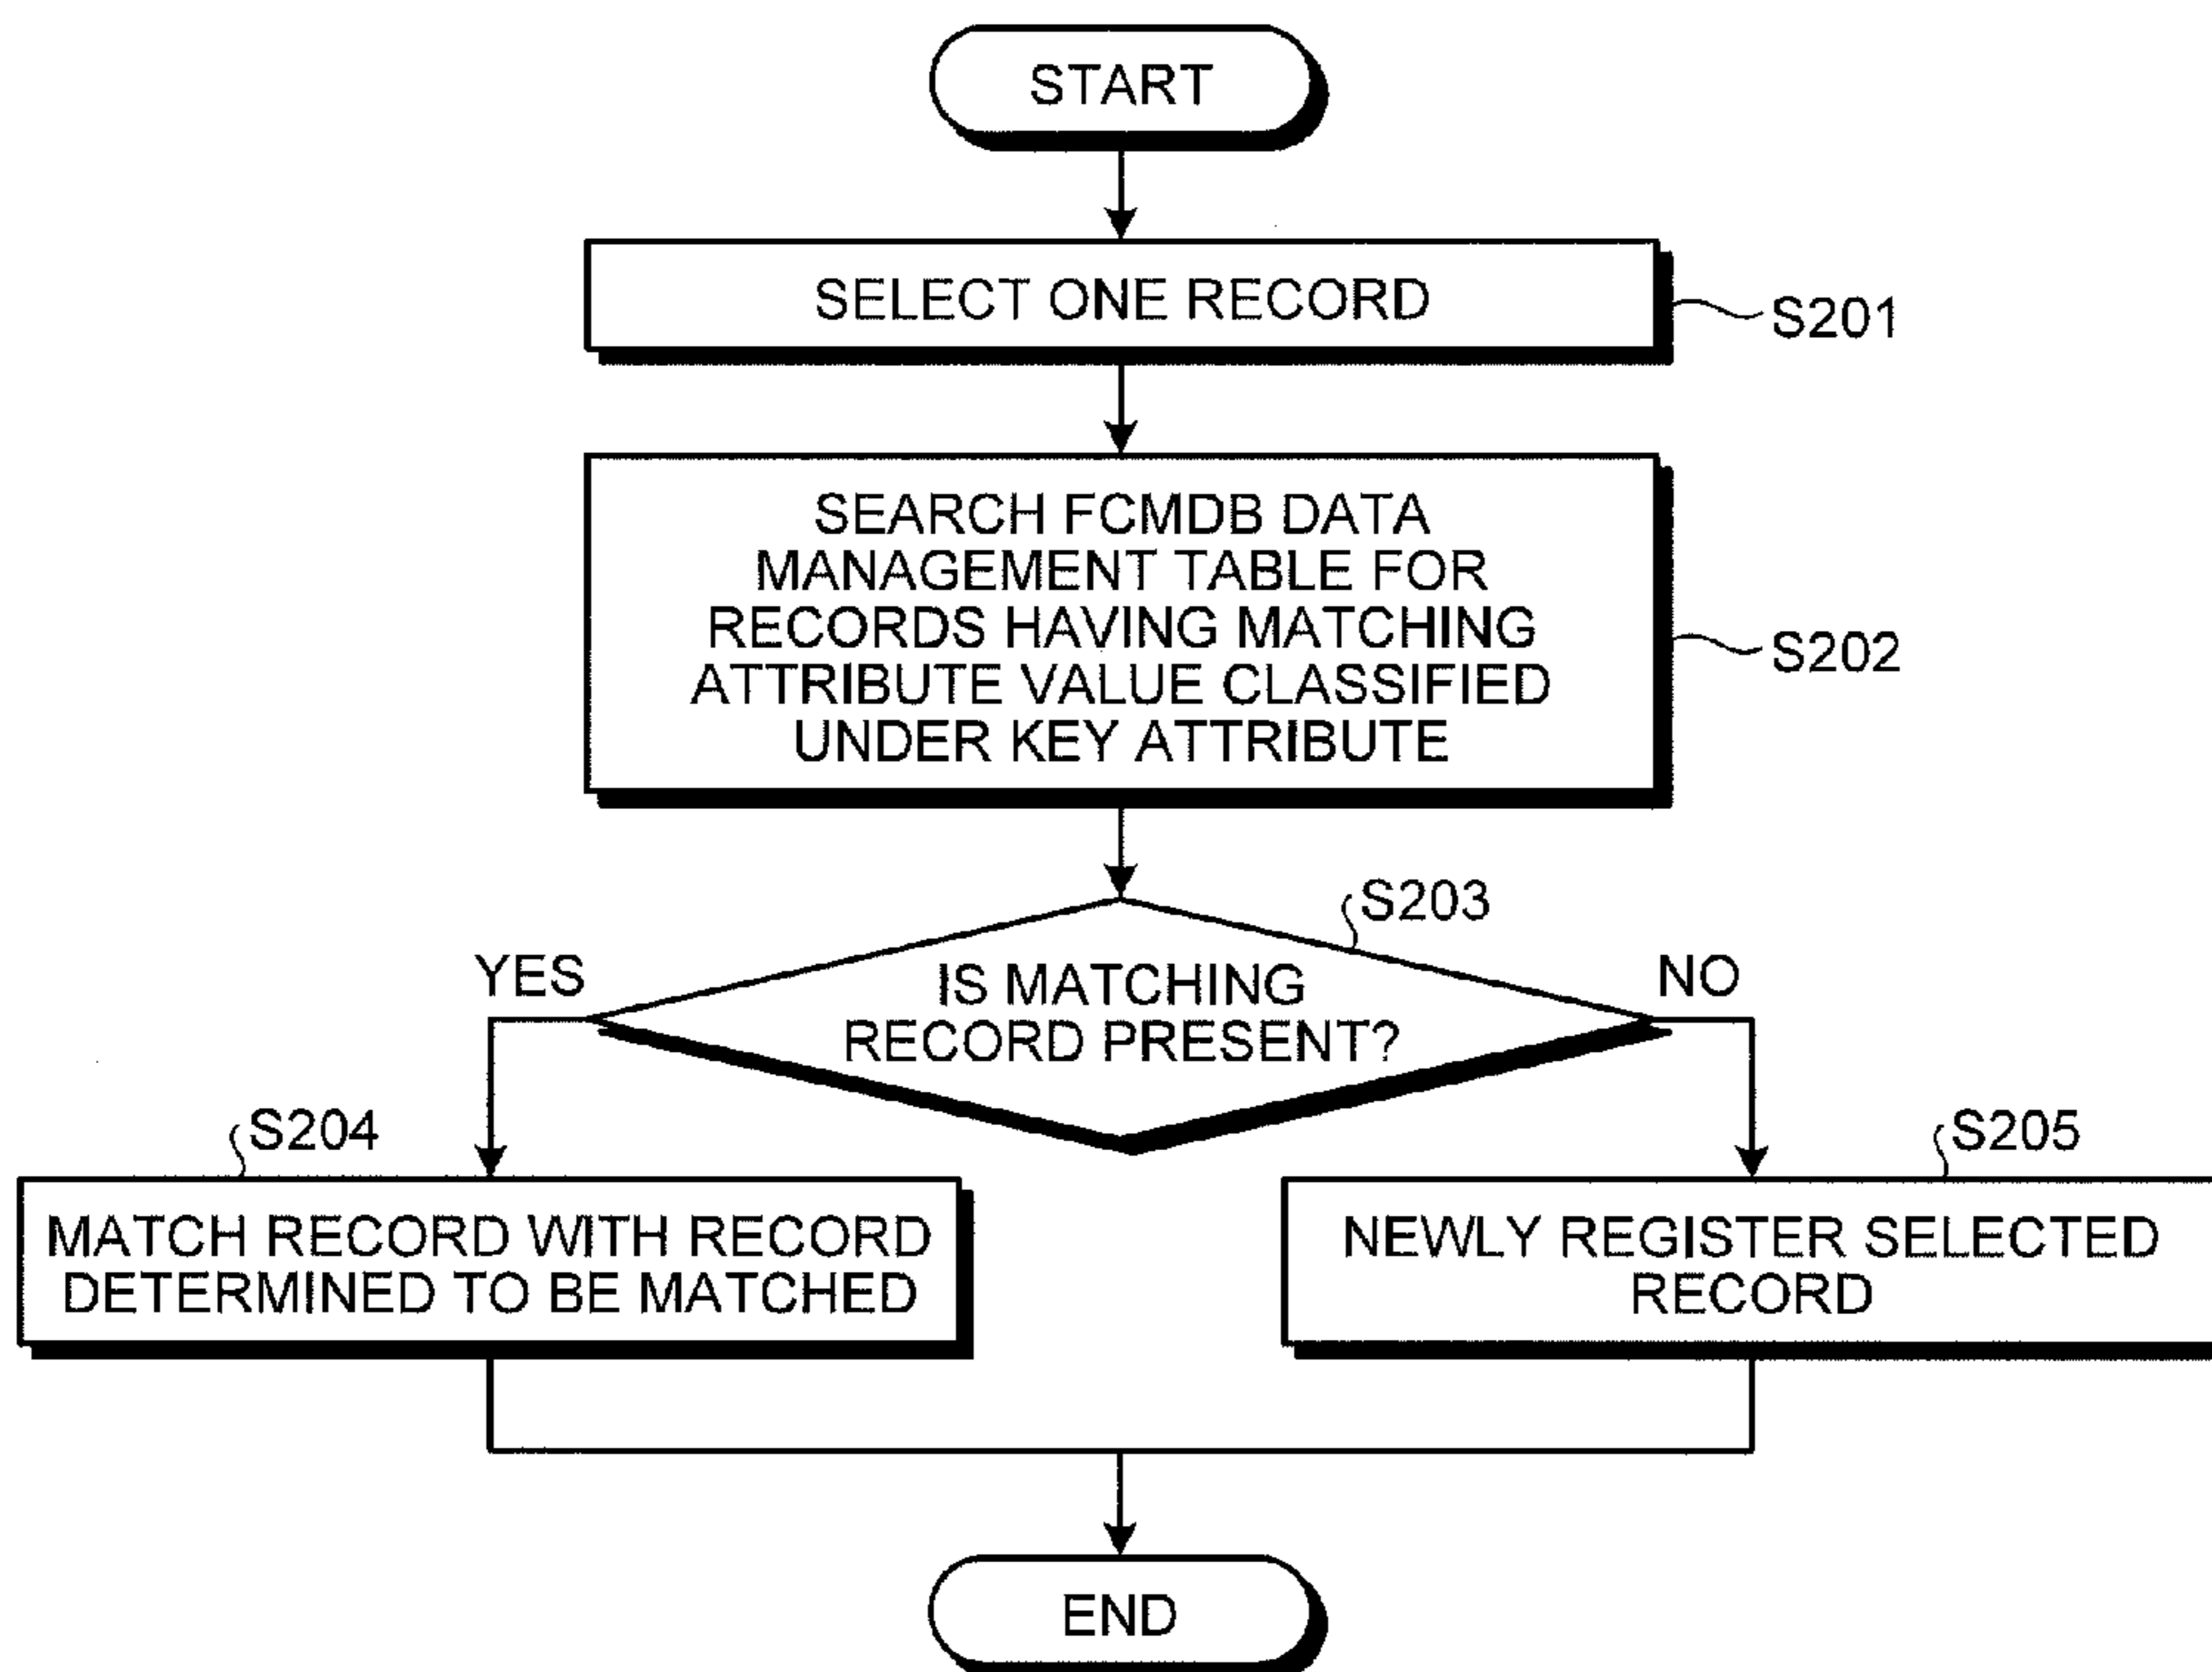 START
SELECT ONE RECORD
S201
SEARCH FCMDB DATA
MANAGEMENT TABLE FOR
RECORDS HAVING MATCHING
ATTRIBUTE VALUE CLASSIFIED
UNDER KEY ATTRIBUTE
S202
S203
YES
IS MATCHING
RECORD PRESENT?
NO
S204
MATCH RECORD WITH RECORD
DETERMINED TO BE MATCHED
S205
NEWLY REGISTER SELECTED
RECORD
END